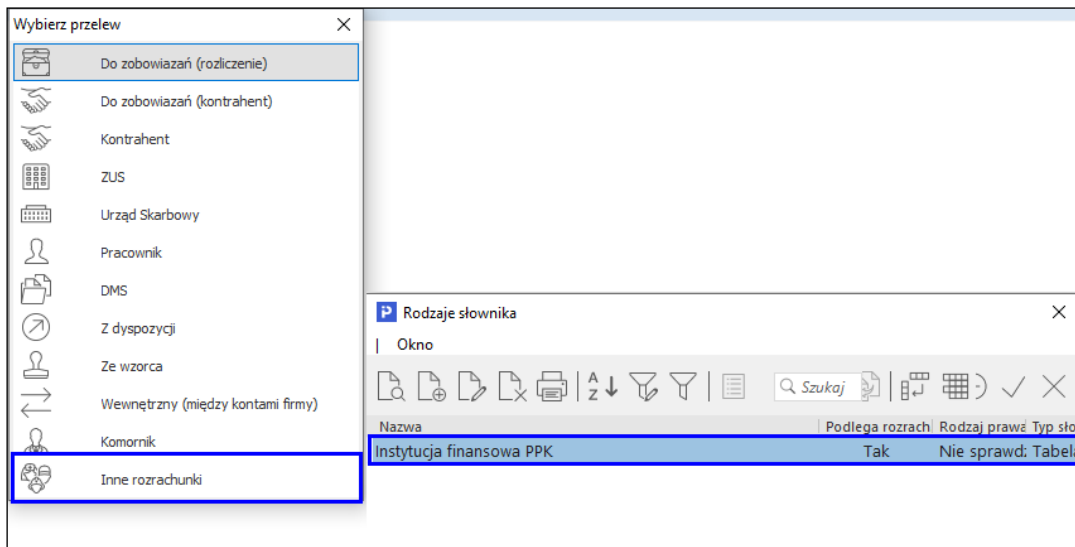 Wybierz przelew
Do zobowiazań (rozliczenie)
Do zobowiazań (kontrahent)
Kontrahent
ZUS
Urząd Skarbowy
Pracownik
DMS
Z dyspozycji
Ze wzorca
Wewnętrzny (między kontami firmy)
Komornik
Inne rozrachunki
Rodzaje słownika
| Okno
Szukaj
Nazwa Podlega rozrach Rodzaj prawa Typ sło
Instytucja finansowa PPK Tak Nie sprawdz Tabela